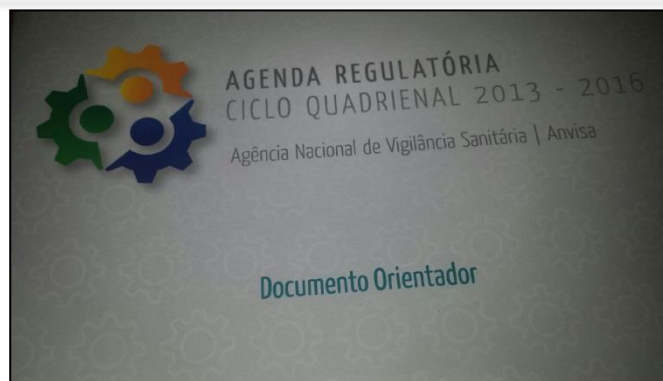 AGENDA REGULATÓRIA
CICLO QUADRIENAL 2013 - 2016
Agência Nacional de Vigilância Sanitária | Anvisa
Documento Orientador